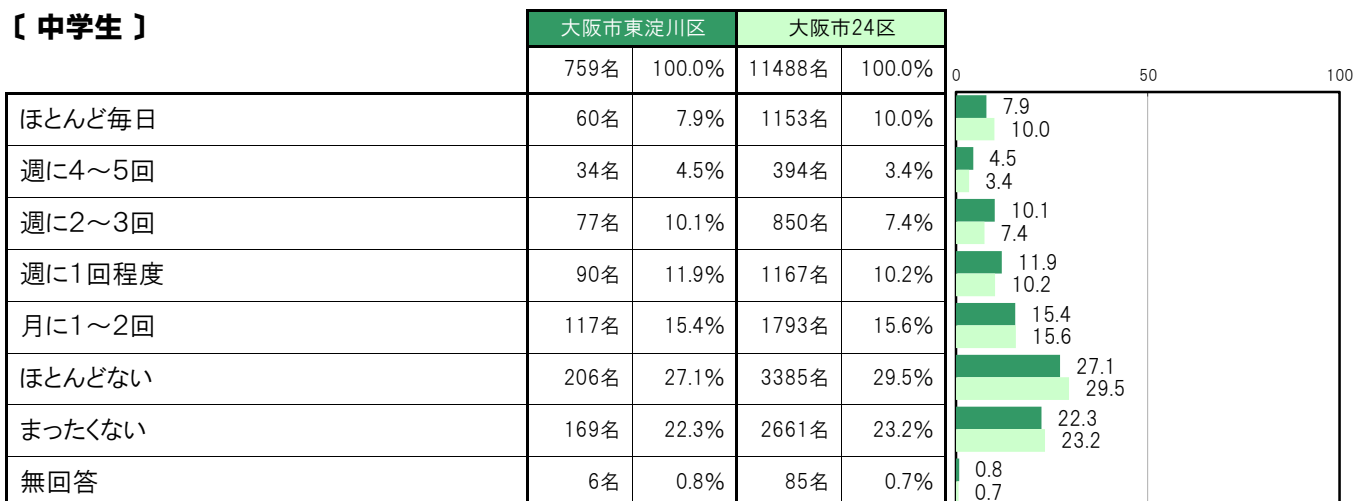 〔 中学生 〕
大阪市東淀川区 大阪市24区
759名 100.0% 11488名 100.0%
0 50 100
ほとんど毎日 60名 7.9% 1153名 10.0% 7.9
10.0
週に4～5回 34名 4.5% 394名 3.4% 4.5
3.4
週に2～3回 77名 10.1% 850名 7.4% 10.1
7.4
週に1回程度 90名 11.9% 1167名 10.2% 11.9
10.2
月に1～2回 117名 15.4% 1793名 15.6% 15.4
15.6
ほとんどない 206名 27.1% 3385名 29.5% 27.1
29.5
まったくない 169名 22.3% 2661名 23.2% 22.3
23.2
無回答 6名 0.8% 85名 0.7% 0.8
0.7